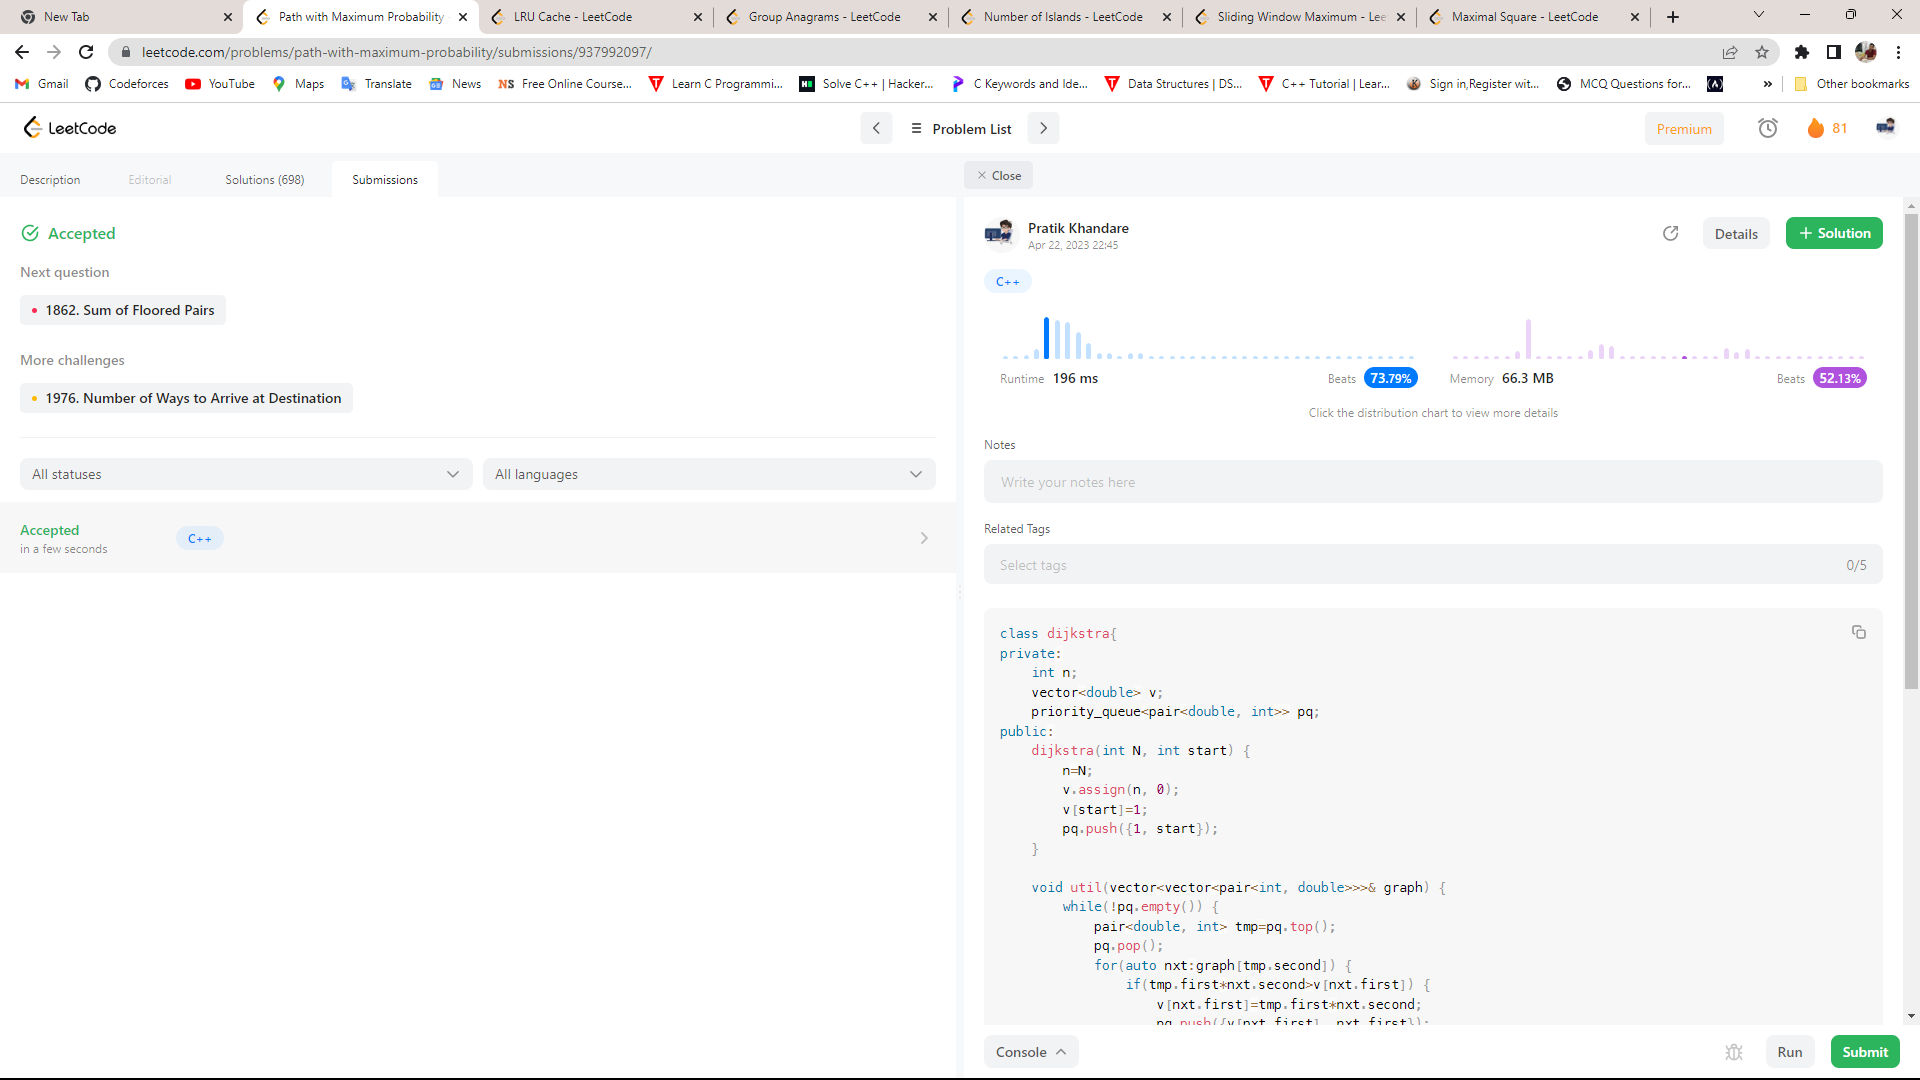 New Tab
Path with Maximum Probability
LRU Cache - LeetCode
Group Anagrams - LeetCode
Number of Islands - LeetCode
Sliding Window Maximum - Lee
Maximal Square - LeetCode
leetcode.com/problems/path-with-maximum-probability/submissions/937992097/
Gmail
Codeforces
YouTube
Maps
Translate
News
NS Free Online Course...
Learn C Programmi...
Solve C++ | Hacker...
C Keywords and Ide...
Data Structures | DS...
C++ Tutorial | Lear...
Sign in,Register wit...
MCQ Questions for...
»
Other bookmarks
LeetCode
Problem List
Premium
81
Description
Editorial
Solutions (698)
Submissions
Close
Accepted
Next question
1862. Sum of Floored Pairs
More challenges
1976. Number of Ways to Arrive at Destination
All statuses
All languages
Accepted
in a few seconds
C++
Pratik Khandare
Apr 22, 2023 22:45
Details
+ Solution
C++
Runtime 196 ms
Beats 73.79%
Memory 66.3 MB
Beats 52.13%
Click the distribution chart to view more details
Notes
Write your notes here
Related Tags
Select tags
0/5
class dijkstra{
private:
    int n;
    vector<double> v;
    priority_queue<pair<double, int>> pq;
public:
    dijkstra(int N, int start) {
        n=N;
        v.assign(n, 0);
        v[start]=1;
        pq.push({1, start});
    }
    void util(vector<vector<pair<int, double>>>& graph) {
        while(!pq.empty()) {
            pair<double, int> tmp=pq.top();
            pq.pop();
            for(auto nxt:graph[tmp.second]) {
                if(tmp.first*nxt.second>v[nxt.first]) {
                    v[nxt.first]=tmp.first*nxt.second;
                    pq.push({v[nxt.first], nxt.first});
Console
Run
Submit